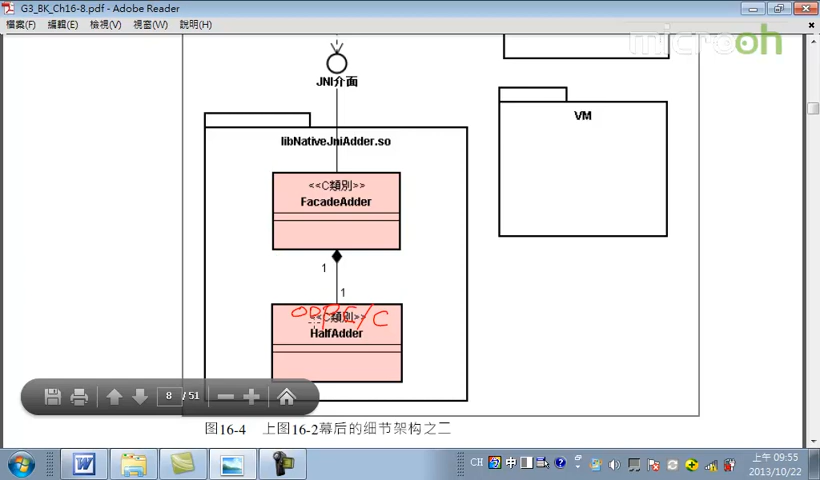 G3_BK_Ch16-8.pdf - Adobe Reader
檔案(F) 編輯(E) 檢視(V) 視窗(W) 說明(H)
microoh
JNI介面
VM
libNativeJniAdder.so
<<C類別>>
FacadeAdder
1
1
OOPC/C
<<C類別>>
HalfAdder
8 / 51
图16-4 上图16-2幕后的细节架构之二
CH 中
上午 09:55
2013/10/22